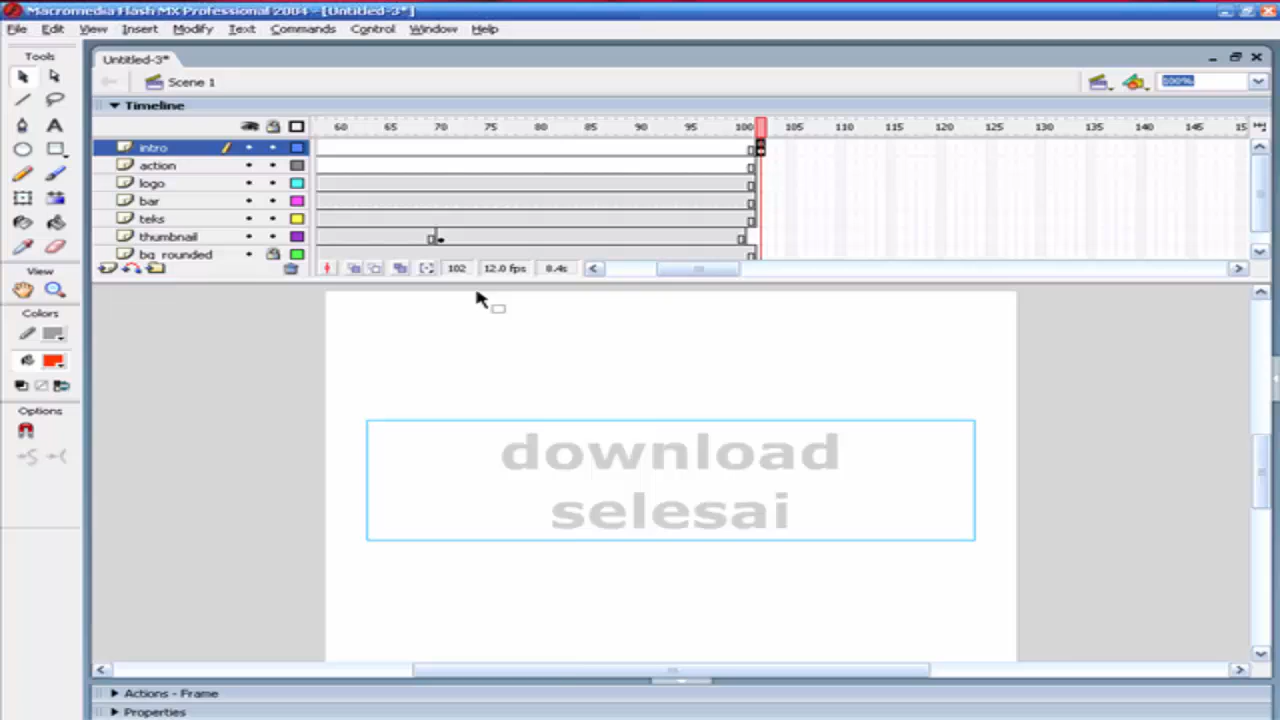 Macromedia Flash MX Professional 2004 - [Untitled-3*]
File Edit View Insert Modify Text Commands Control Window Help
Tools
Untitled-3*
Scene 1
100%
Timeline
60 65 70 75 80 85 90 95 100 105 110 115 120 125 130 135 140 145 15
intro
action
logo
bar
teks
thumbnail
bg_rounded
102 12.0 fps 8.4s
View
Colors
Options
download
selesai
Actions - Frame
Properties